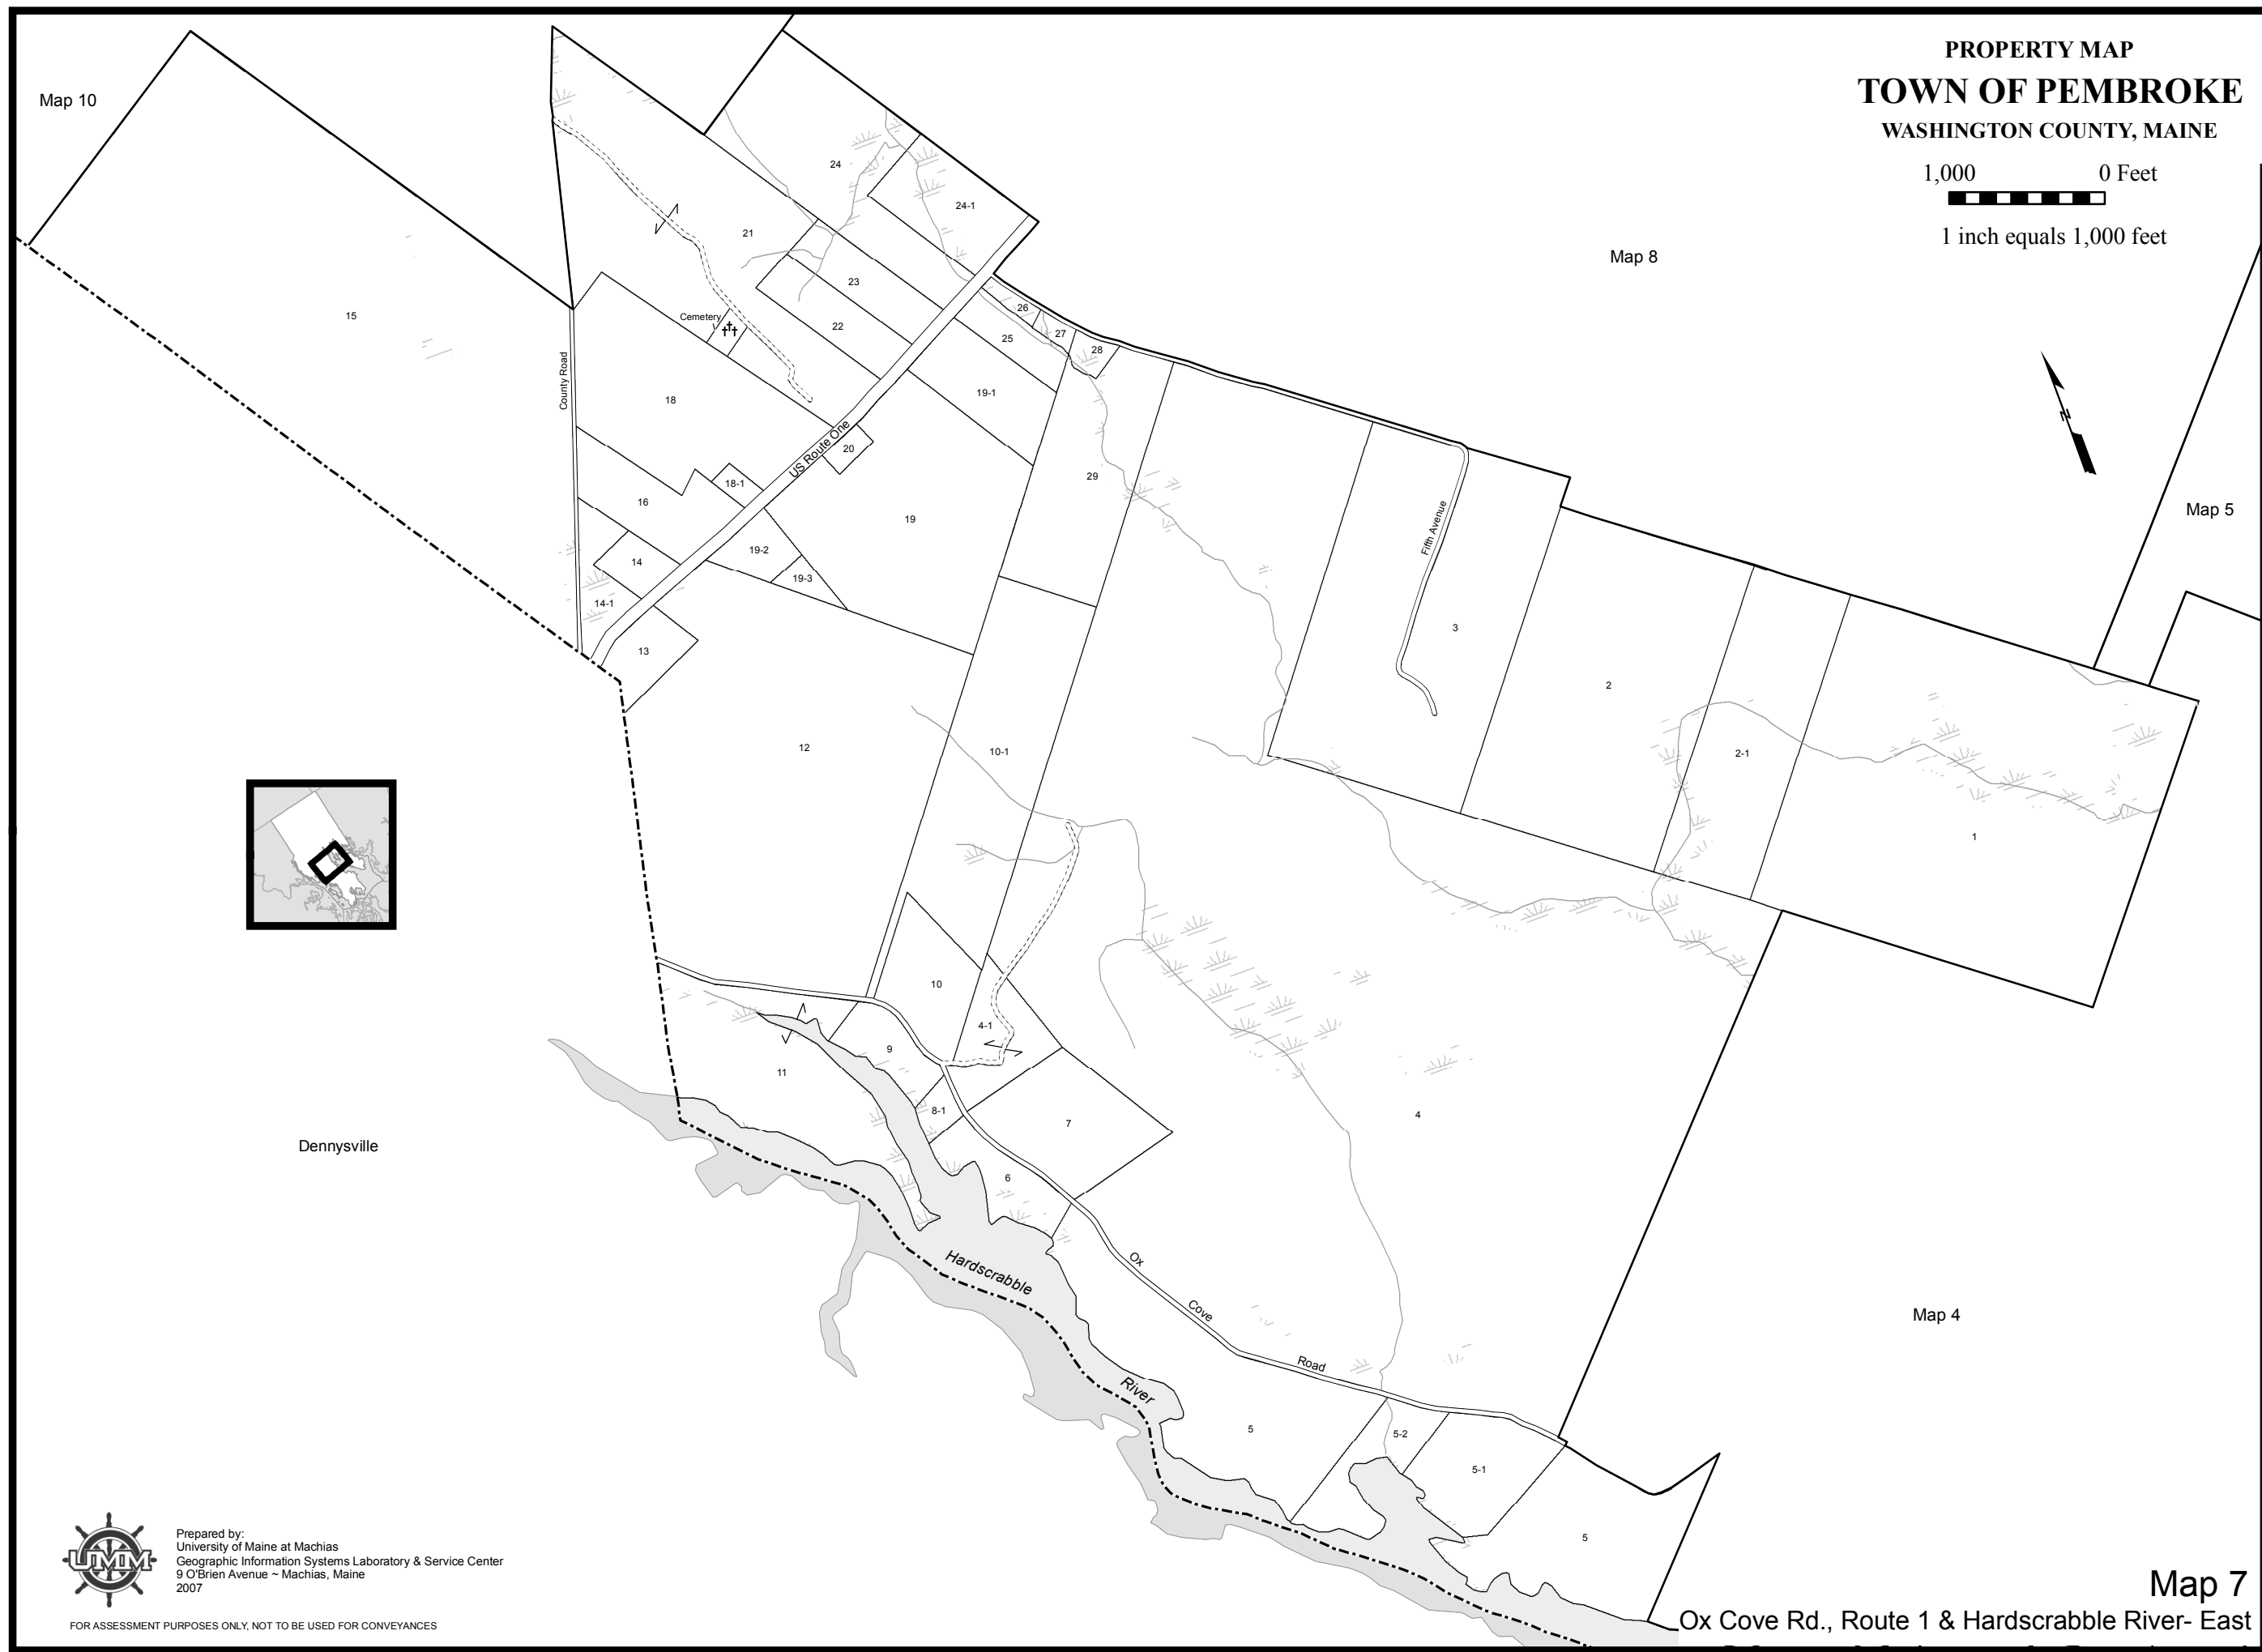 PROPERTY MAP
TOWN OF PEMBROKE
WASHINGTON COUNTY, MAINE
1,000 0 Feet
1 inch equals 1,000 feet
Map 10
Map 8
Map 5
Map 4
Dennysville
N
24
24-1
21
23
22
15
Cemetery
County Road
18
US Route One
20
18-1
16
14
14-1
13
19-2
19-3
19
19-1
25
26
27
28
29
Fifth Avenue
3
2
2-1
1
12
10-1
10
4-1
9
11
8-1
7
6
4
Hardscrabble
River
Ox
Cove
Road
5
5-2
5-1
5
UMM
Prepared by:
University of Maine at Machias
Geographic Information Systems Laboratory & Service Center
9 O'Brien Avenue ~ Machias, Maine
2007
FOR ASSESSMENT PURPOSES ONLY, NOT TO BE USED FOR CONVEYANCES
Map 7
Ox Cove Rd., Route 1 & Hardscrabble River- East